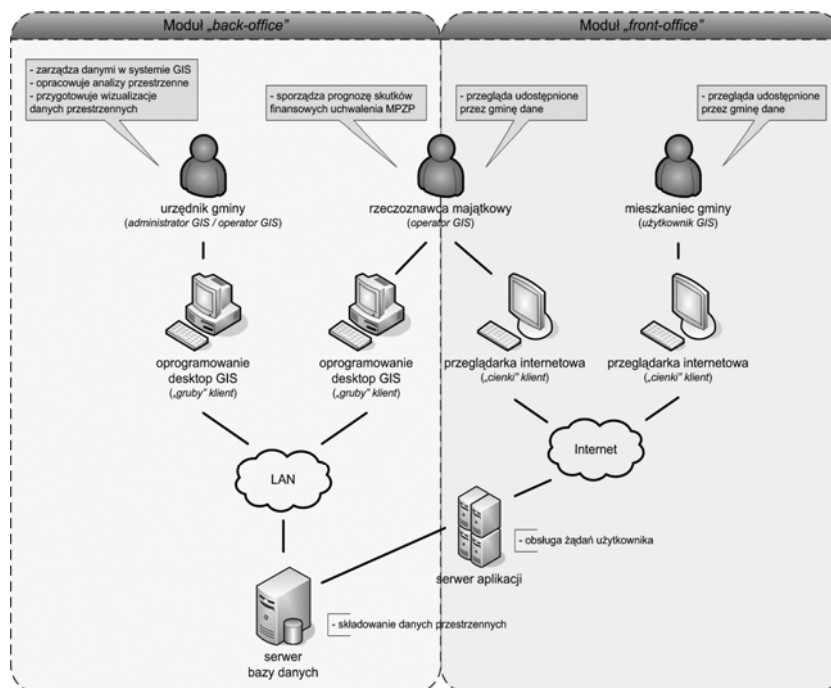 Moduł „back-office”
Moduł „front-office”
- zarządza danymi w systemie GIS
- opracowuje analizy przestrzenne
- przygotowuje wizualizacje
danych przestrzennych
- sporządza prognozę skutków
finansowych uchwalenia MPZP
- przegląda udostępnione
przez gminę dane
- przegląda udostępnione
przez gminę dane
urzędnik gminy
(administrator GIS / operator GIS)
rzeczoznawca majątkowy
(operator GIS)
mieszkaniec gminy
(użytkownik GIS)
oprogramowanie
desktop GIS
(„gruby” klient)
oprogramowanie
desktop GIS
(„gruby” klient)
przeglądarka internetowa
(„cienki” klient)
przeglądarka internetowa
(„cienki” klient)
LAN
Internet
- obsługa żądań użytkownika
serwer aplikacji
- składowanie danych przestrzennych
serwer
bazy danych